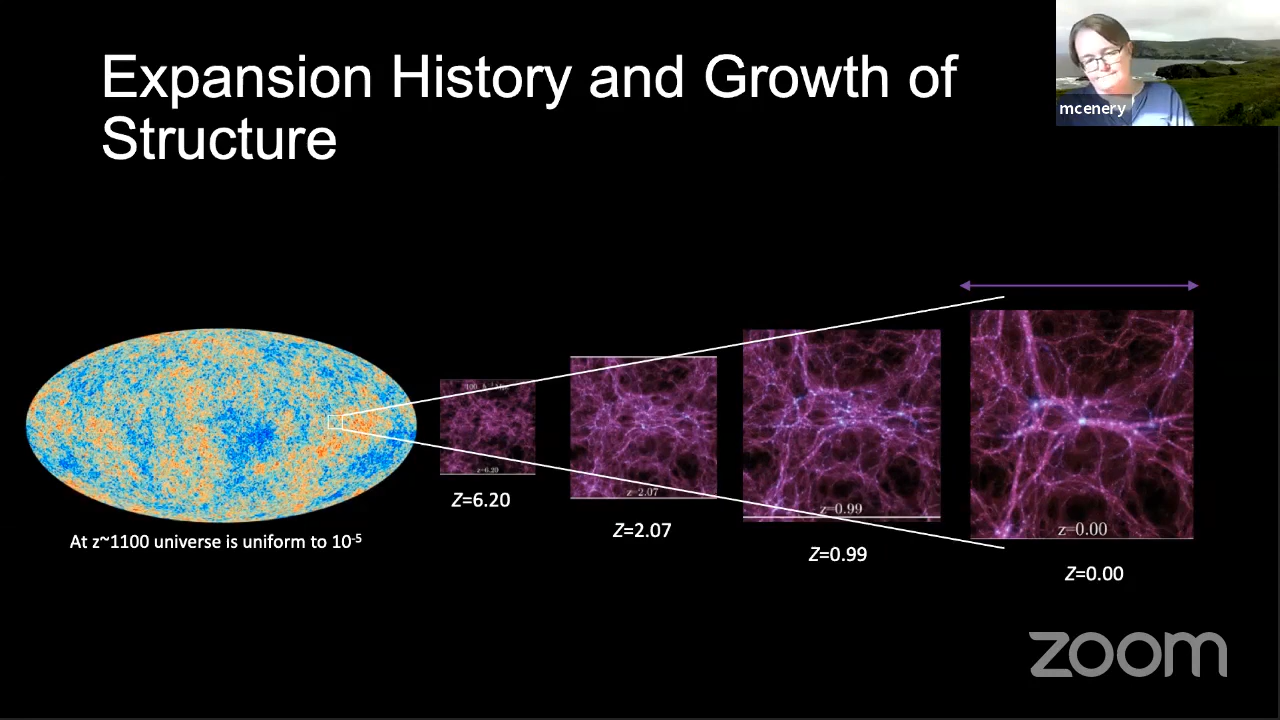 Expansion History and Growth of
Structure
mcenery
z=6.20
z=2.07
z=0.99
z=0.00
Z=6.20
Z=2.07
Z=0.99
Z=0.00
At z~1100 universe is uniform to 10-5
zoom